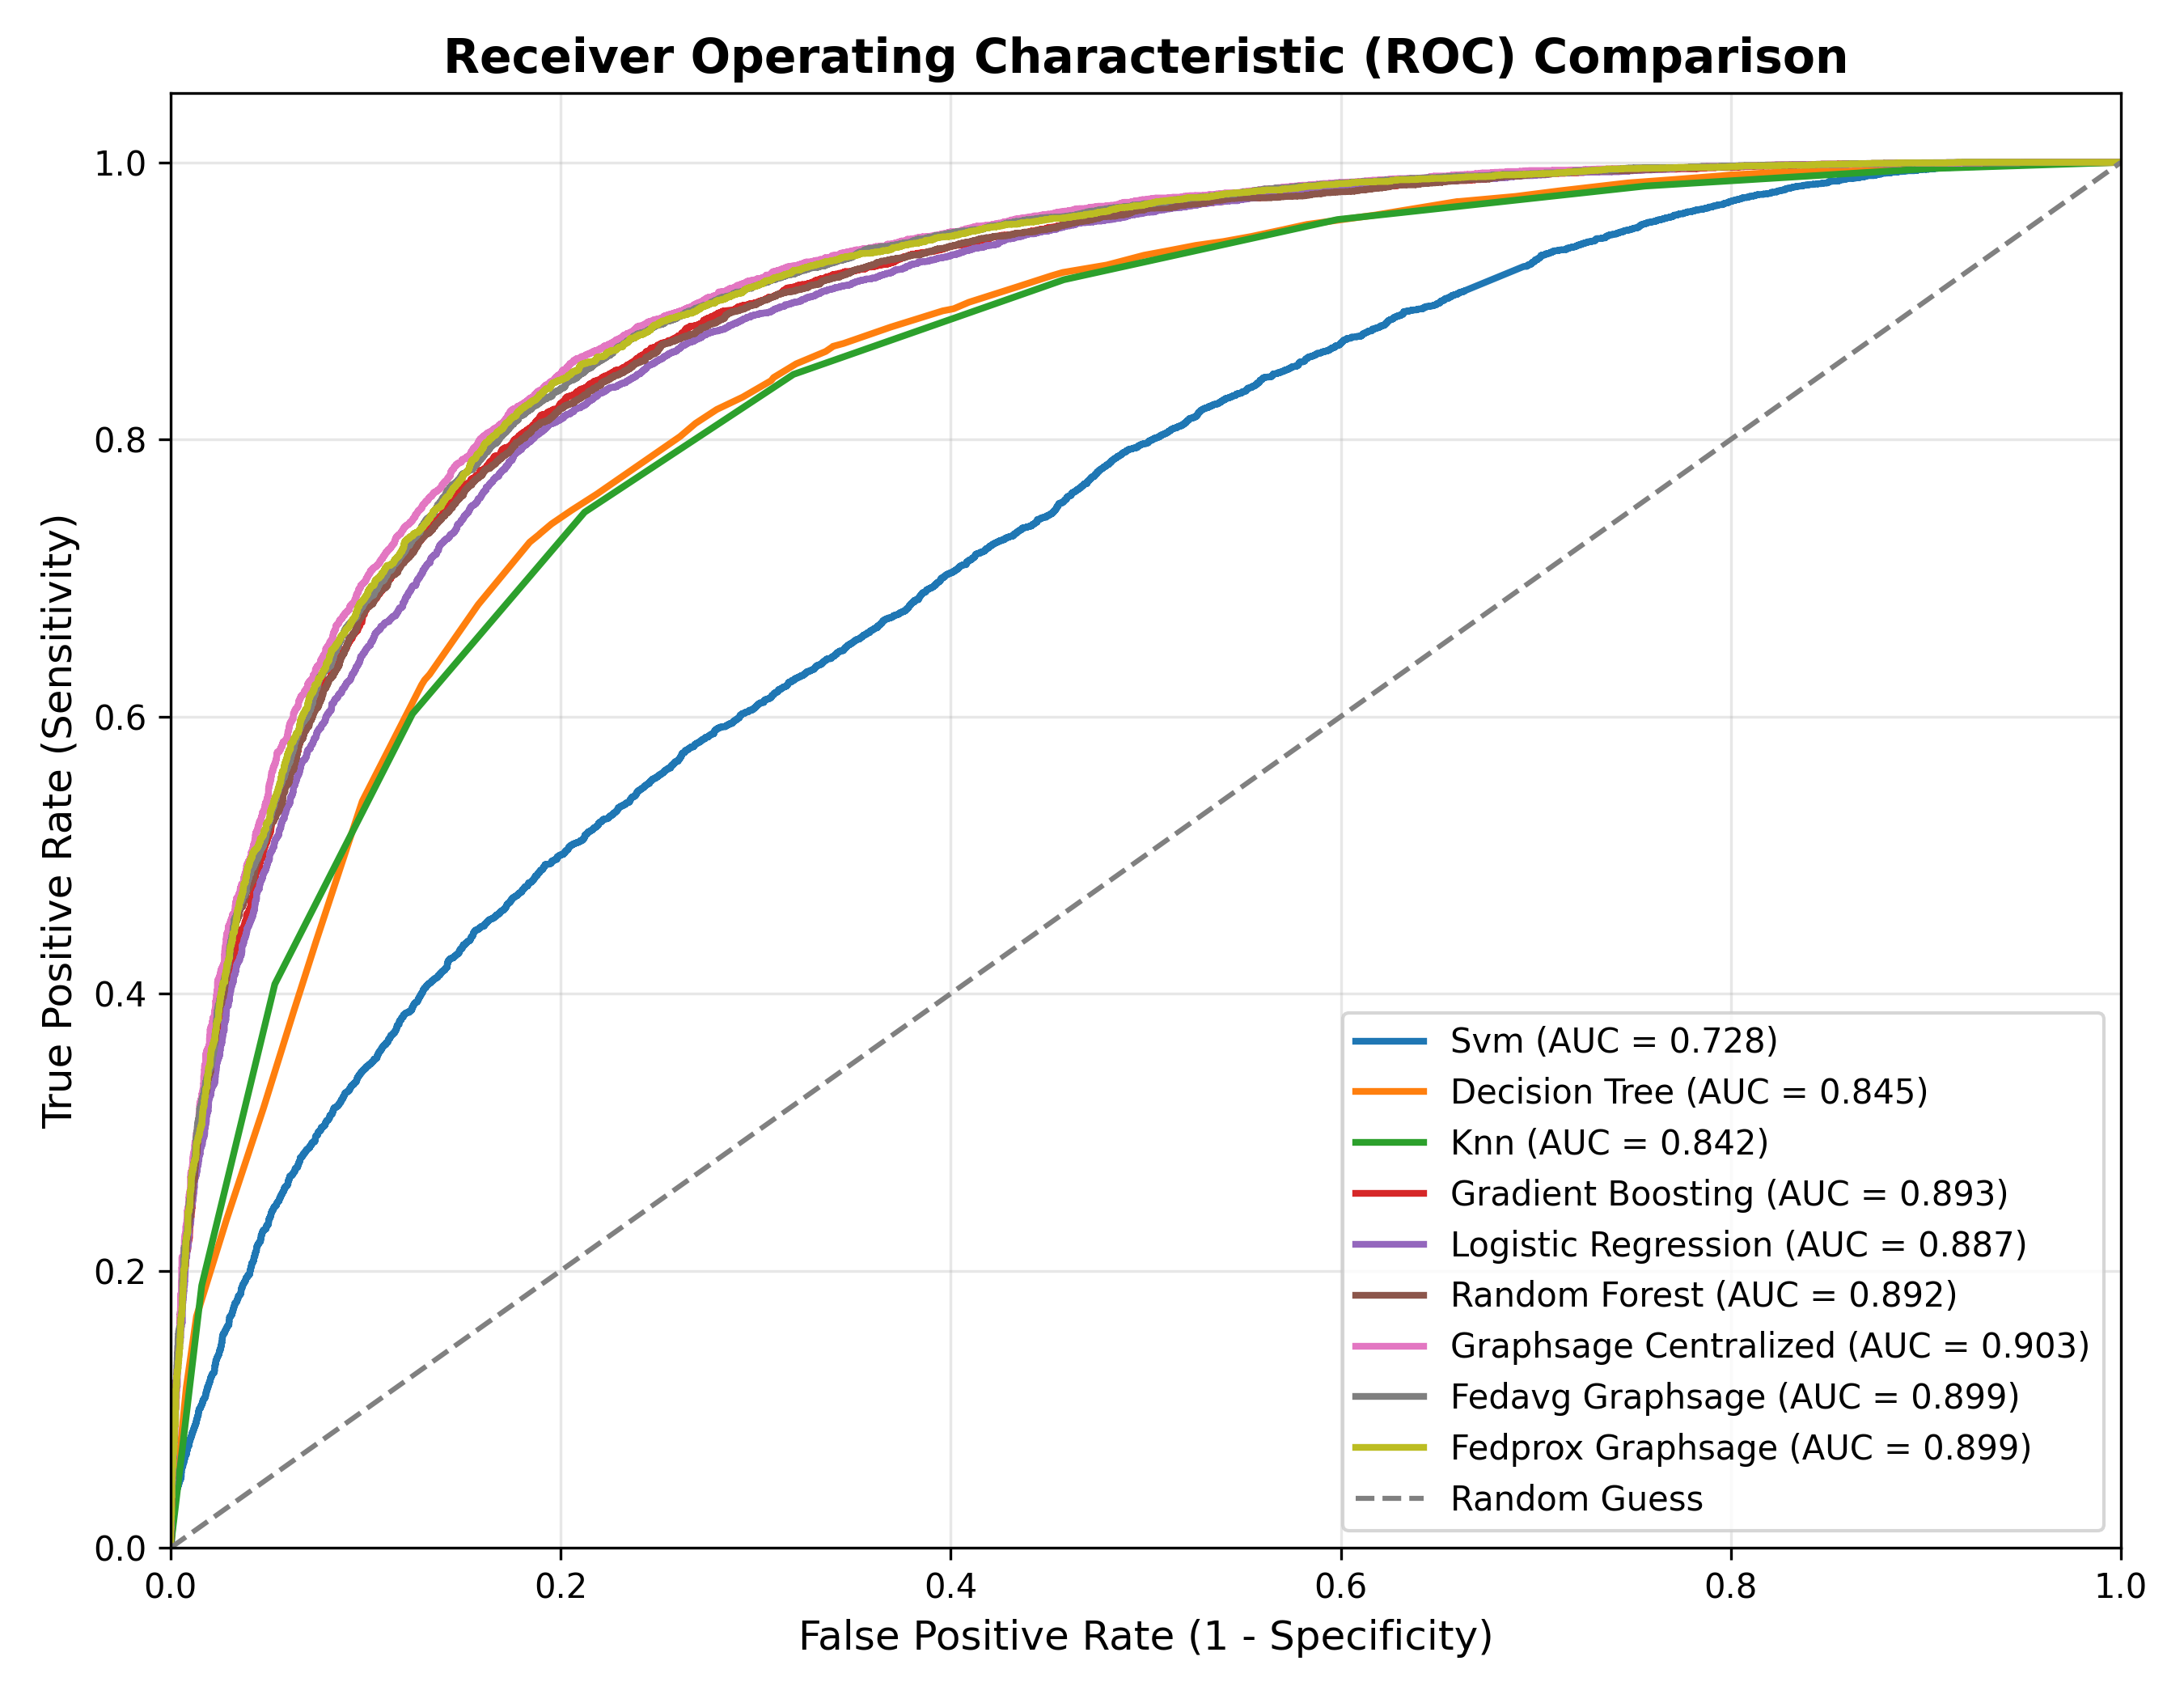 Receiver Operating Characteristic (ROC) Comparison
True Positive Rate (Sensitivity)
1.0
0.8
0.6
0.4
0.2
0.0
Svm (AUC = 0.728)
Decision Tree (AUC = 0.845)
Knn (AUC = 0.842)
Gradient Boosting (AUC = 0.893)
Logistic Regression (AUC = 0.887)
Random Forest (AUC = 0.892)
Graphsage Centralized (AUC = 0.903)
Fedavg Graphsage (AUC = 0.899)
Fedprox Graphsage (AUC = 0.899)
Random Guess
0.0 0.2 0.4 0.6 0.8 1.0
False Positive Rate (1 - Specificity)